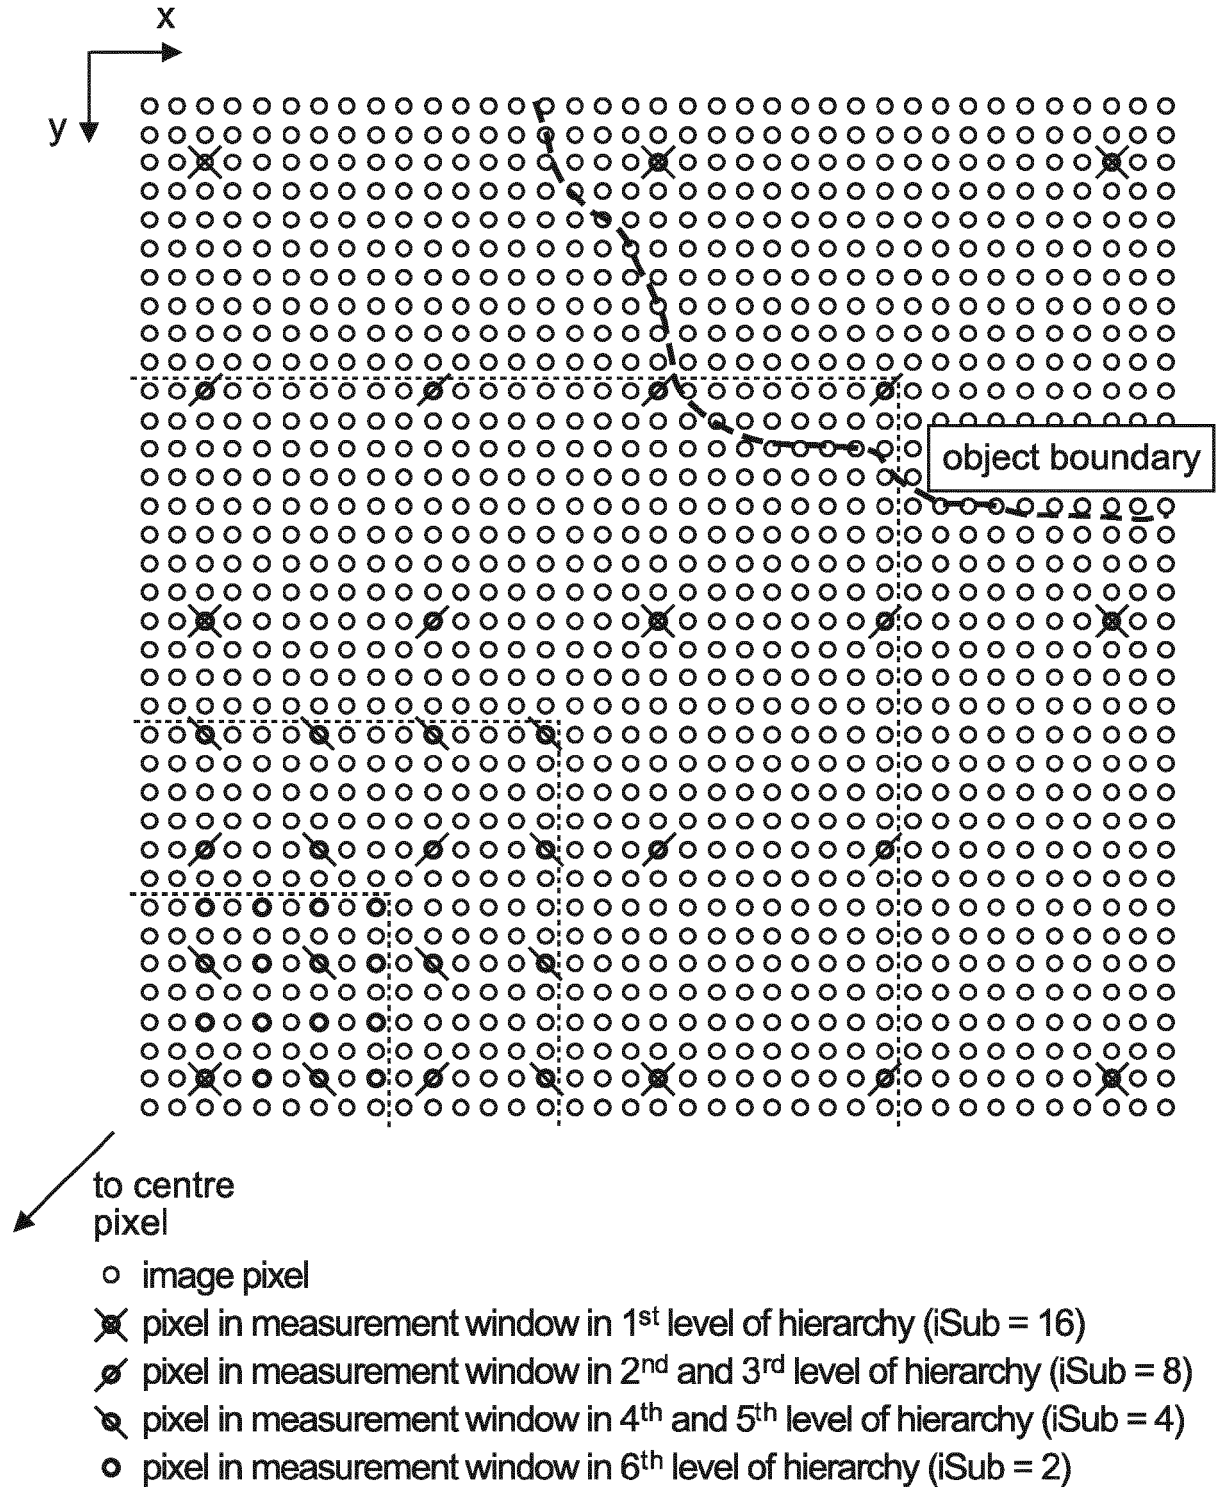 x
y
object boundary
to centre
pixel
image pixel
pixel in measurement window in 1st level of hierarchy (iSub = 16)
pixel in measurement window in 2nd and 3rd level of hierarchy (iSub = 8)
pixel in measurement window in 4th and 5th level of hierarchy (iSub = 4)
pixel in measurement window in 6th level of hierarchy (iSub = 2)